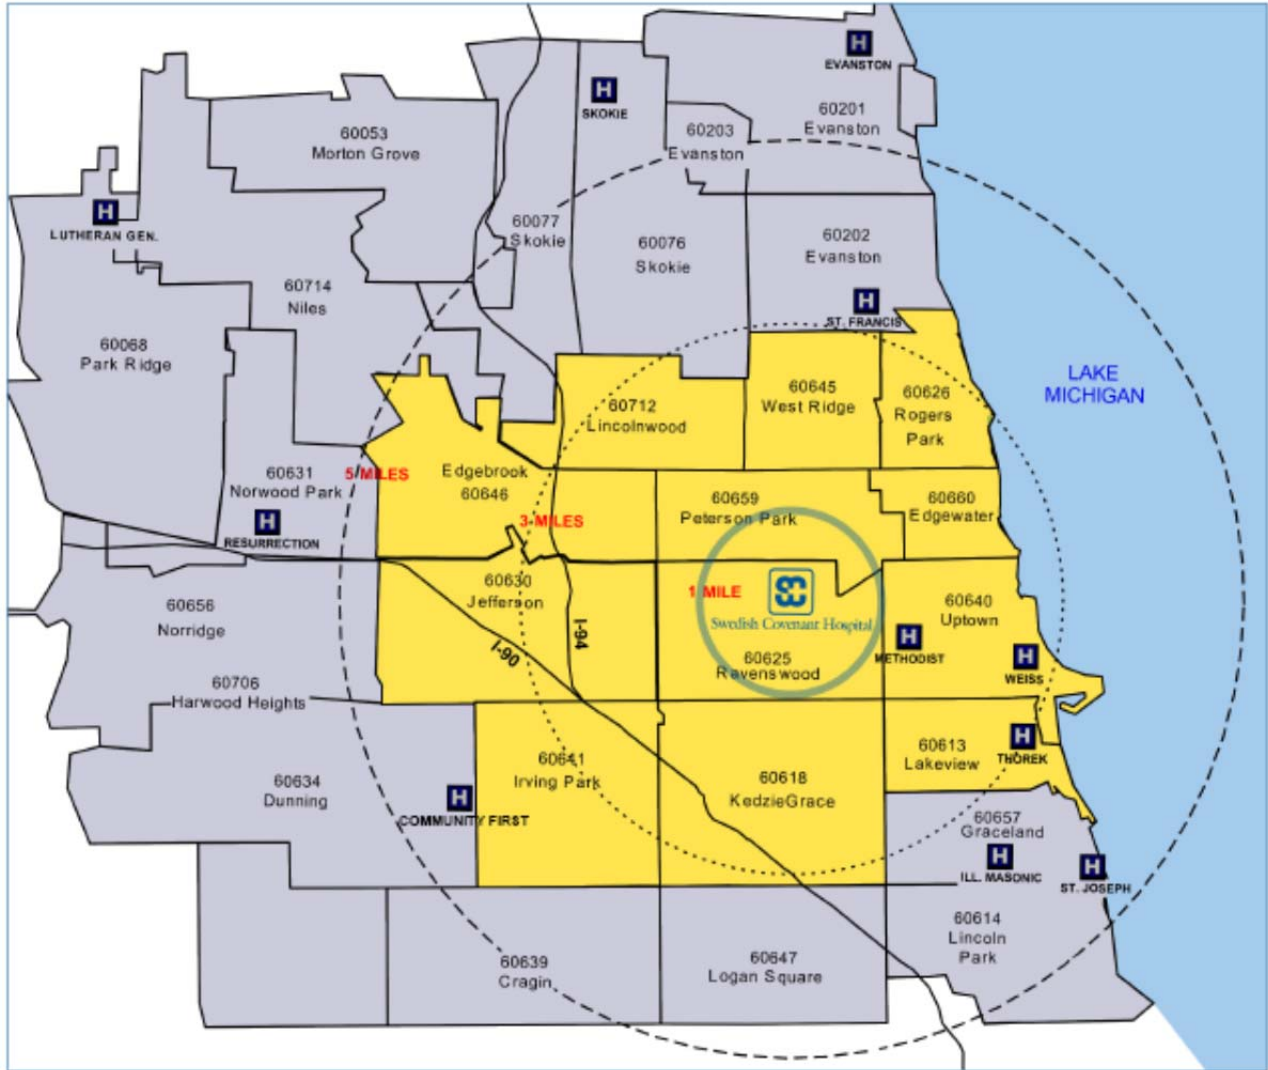 H
EVANSTON
H
SKOKIE
60201
Evanston
60203
Evanston
60053
Morton Grove
H
LUTHERAN GEN.
60077
Skokie
60076
Skokie
60202
Evanston
60714
Niles
H
ST. FRANCIS
60068
Park Ridge
LAKE
MICHIGAN
60712
Lincolnwood
60645
West Ridge
60626
Rogers
Park
60631
Norwood Park
5 MILES
Edgebrook
60646
3-MILES
60659
Peterson Park
60660
Edgewater
H
RESURRECTION
60630
Jefferson
I-94
I-90
1 MILE
SC
Swedish Covenant Hospital
60625
Ravenswood
60640
Uptown
H
METHODIST
H
WEISS
60656
Norridge
60706
Harwood Heights
60634
Dunning
H
COMMUNITY FIRST
60641
Irving Park
60618
KedzieGrace
60613
Lakeview
H
THOREK
60657
Graceland
H
ILL. MASONIC
H
ST. JOSEPH
60614
Lincoln
Park
60639
Cragin
60647
Logan Square